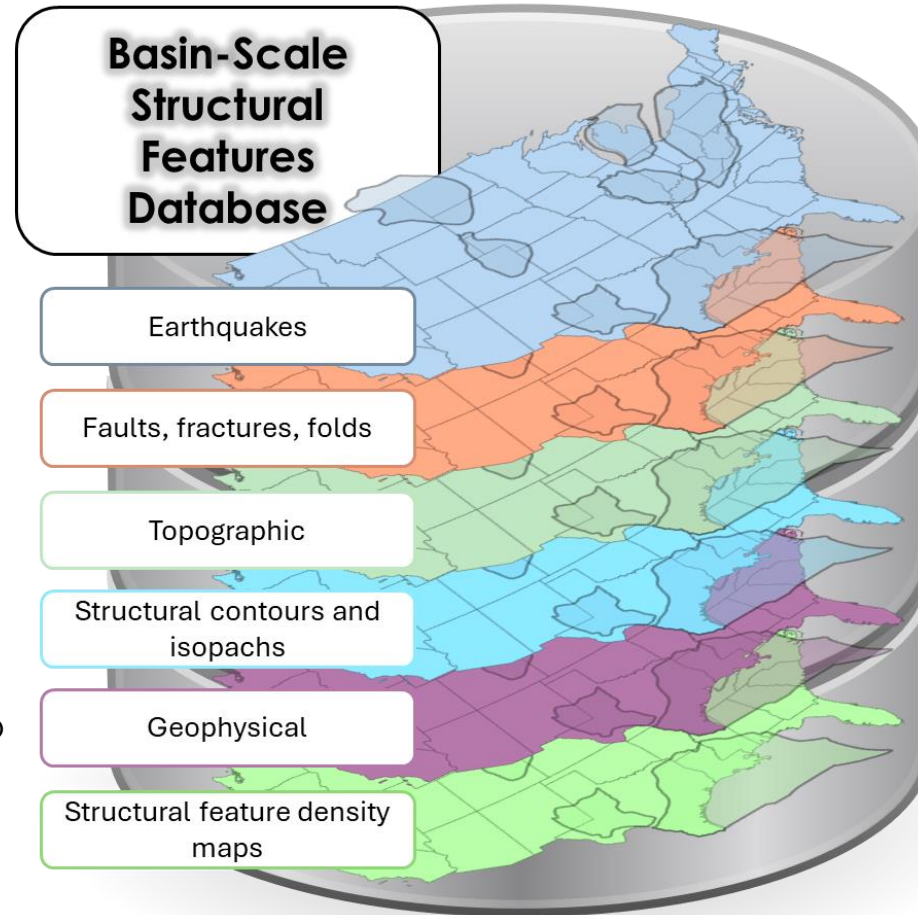 Basin-Scale
Structural
Features
Database
Earthquakes
Faults, fractures, folds
Topographic
Structural contours and
isopachs
Geophysical
Structural feature density
maps